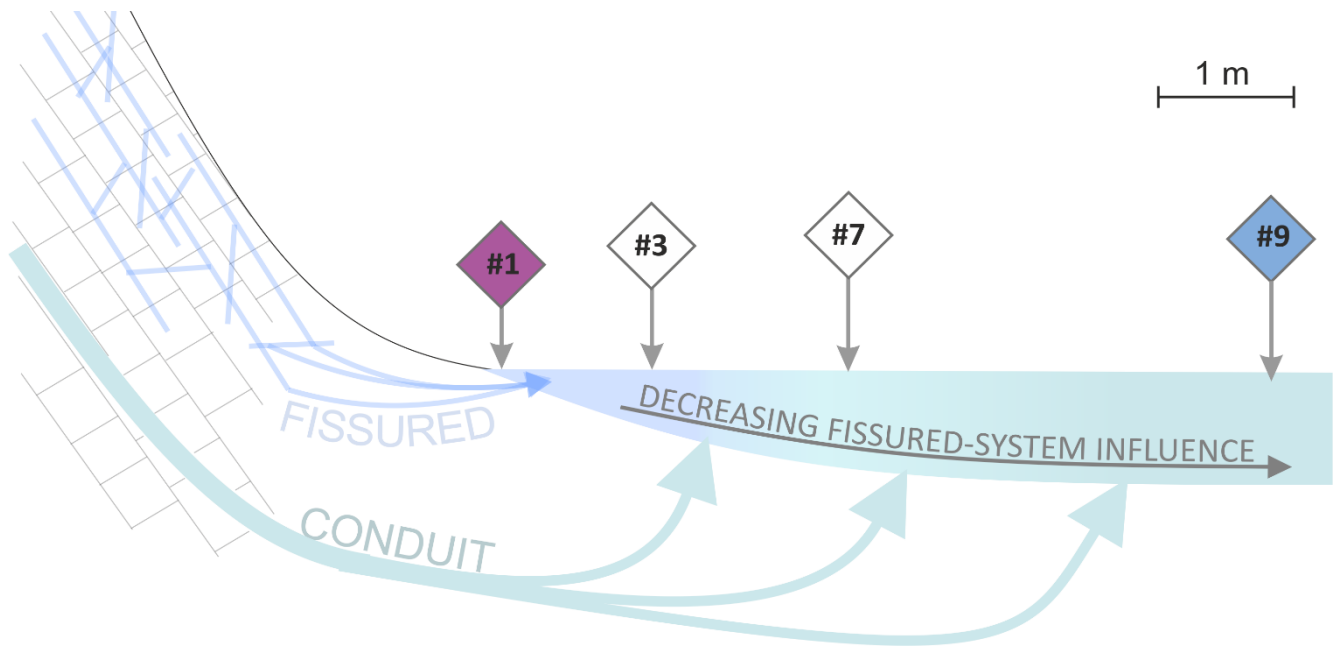 1 m
#1
#3
#7
#9
FISSURED
DECREASING FISSURED-SYSTEM INFLUENCE
CONDUIT